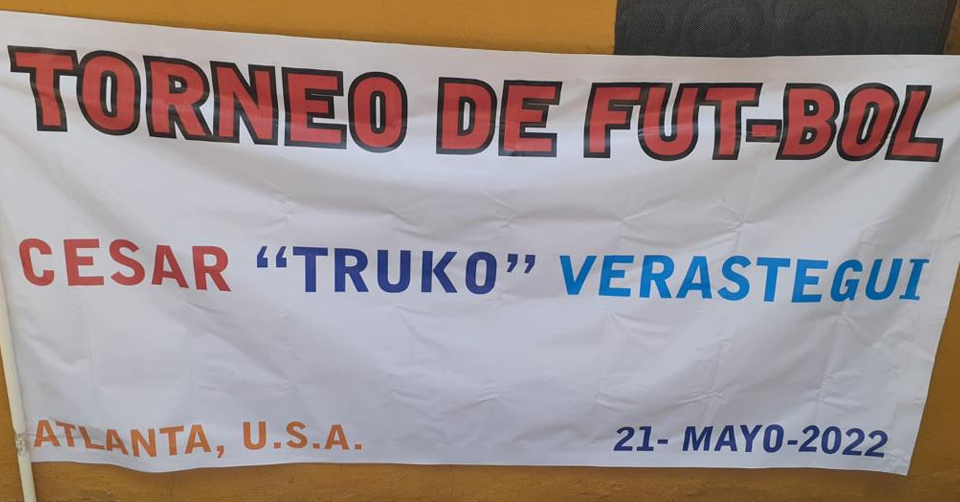 TORNEO DE FUT-BOL
CESAR “TRUKO” VERASTEGUI
ATLANTA, U.S.A.
21- MAYO-2022